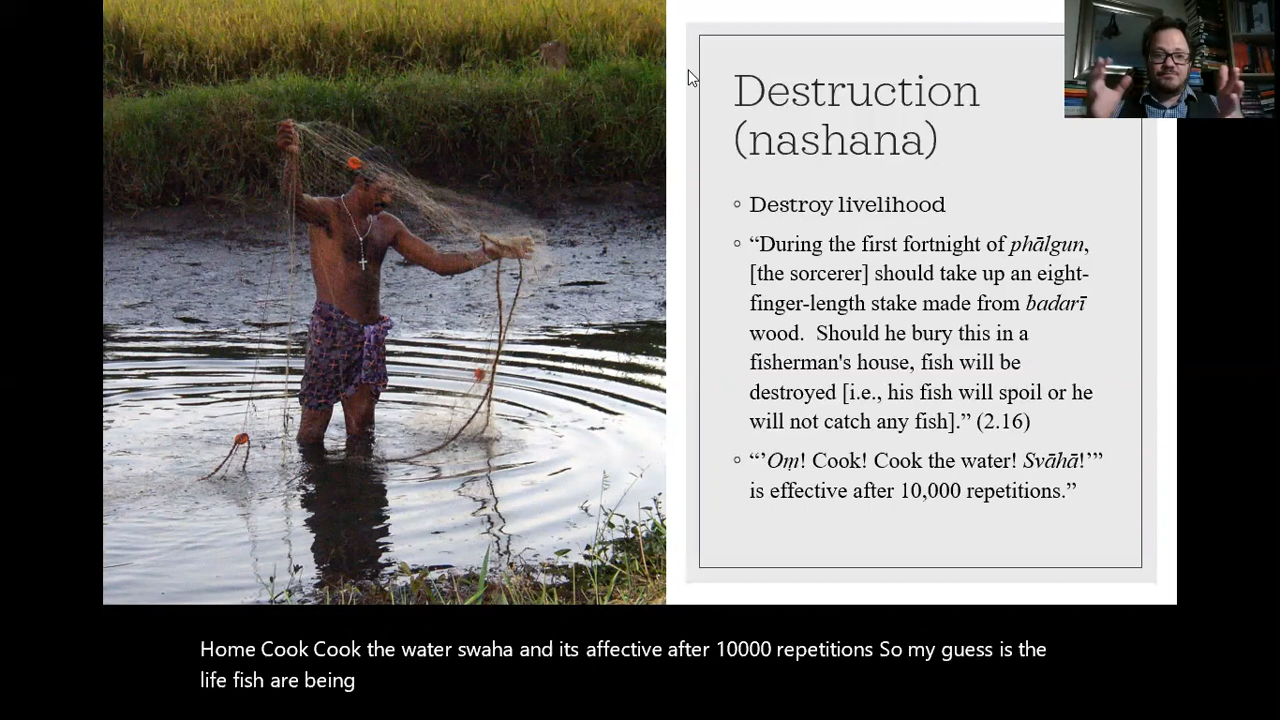 Destruction
(nashana)
◦ Destroy livelihood
◦ “During the first fortnight of phālgun,
[the sorcerer] should take up an eight-
finger-length stake made from badarī
wood.  Should he bury this in a
fisherman's house, fish will be
destroyed [i.e., his fish will spoil or he
will not catch any fish].” (2.16)
◦ “’Oṃ! Cook! Cook the water! Svāhā!’”
is effective after 10,000 repetitions.”
Home Cook Cook the water swaha and its affective after 10000 repetitions So my guess is the
life fish are being